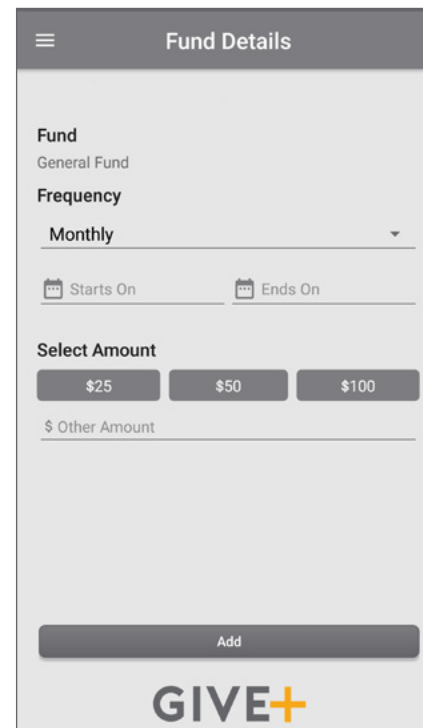 Fund Details
Fund
General Fund
Frequency
Monthly
Starts On Ends On
Select Amount
$25 $50 $100
$ Other Amount
Add
GIVE+